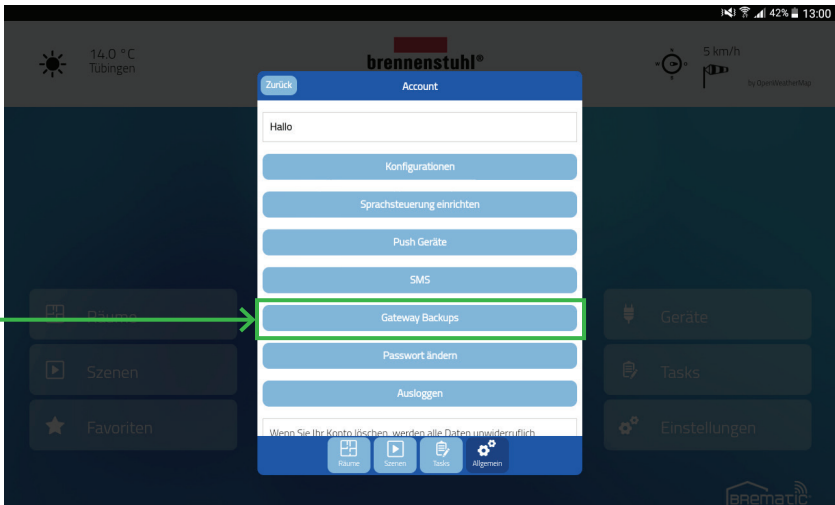 42% 13:00
14.0 °C
Tübingen
brennenstuhl®
5 km/h
by OpenWeatherMap
Zurück
Account
Hallo
Konfigurationen
Sprachsteuerung einrichten
Push Geräte
SMS
Gateway Backups
Passwort ändern
Ausloggen
Wenn Sie Ihr Konto löschen, werden alle Daten unwiderruflich
Räume
Szenen
Favoriten
Geräte
Tasks
Einstellungen
Räume
Szenen
Tasks
Allgemein
Brematic